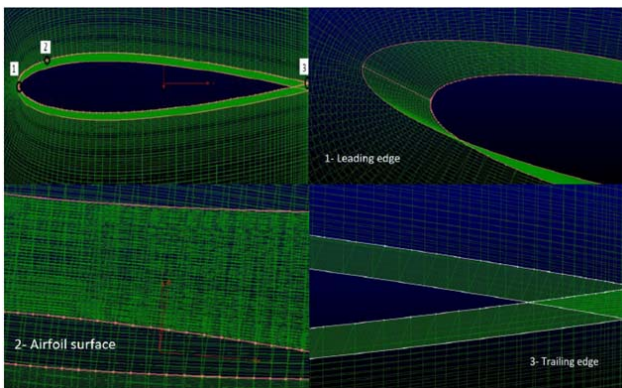 1
2
3
1- Leading edge
2- Airfoil surface
3- Trailing edge